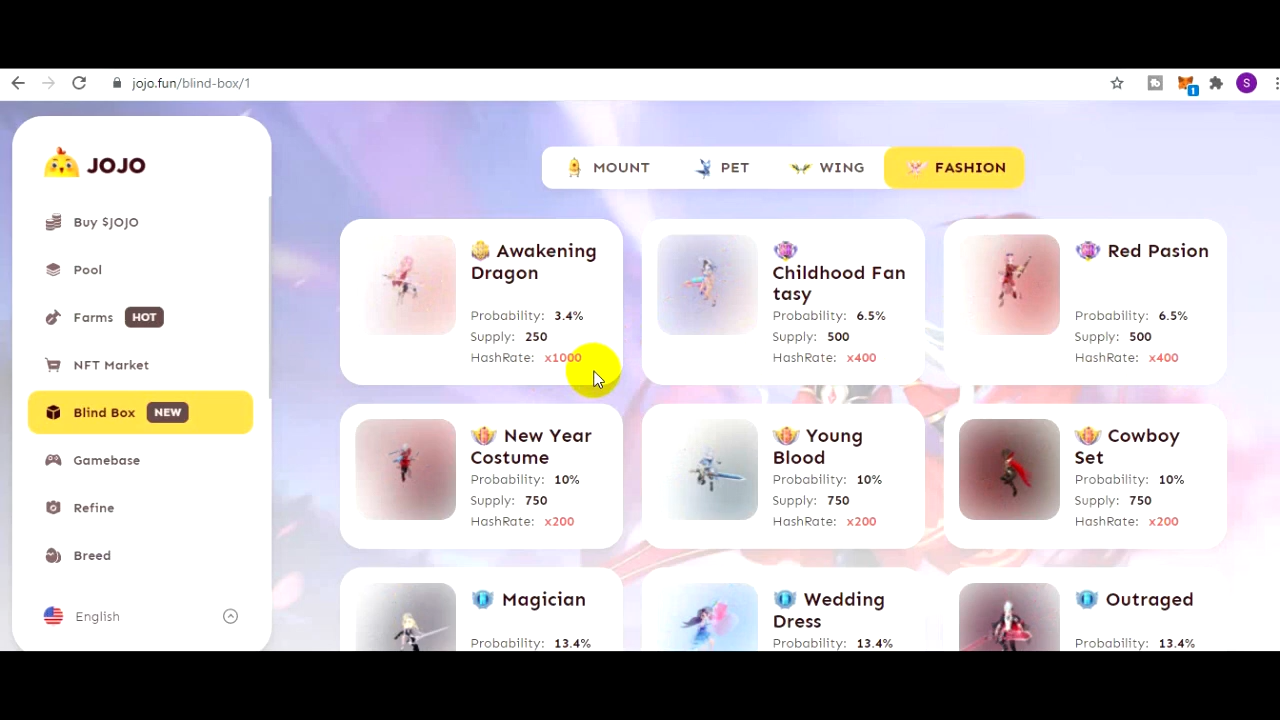 jojo.fun/blind-box/1
1
S
JOJO
Buy $JOJO
Pool
Farms HOT
NFT Market
Blind Box NEW
Gamebase
Refine
Breed
English
MOUNT PET WING FASHION
Awakening
Dragon
Probability: 3.4%
Supply: 250
HashRate: x1000
Childhood Fan
tasy
Probability: 6.5%
Supply: 500
HashRate: x400
Red Pasion
Probability: 6.5%
Supply: 500
HashRate: x400
New Year
Costume
Probability: 10%
Supply: 750
HashRate: x200
Young
Blood
Probability: 10%
Supply: 750
HashRate: x200
Cowboy
Set
Probability: 10%
Supply: 750
HashRate: x200
Magician
Probability: 13.4%
Wedding
Dress
Probability: 13.4%
Outraged
Probability: 13.4%